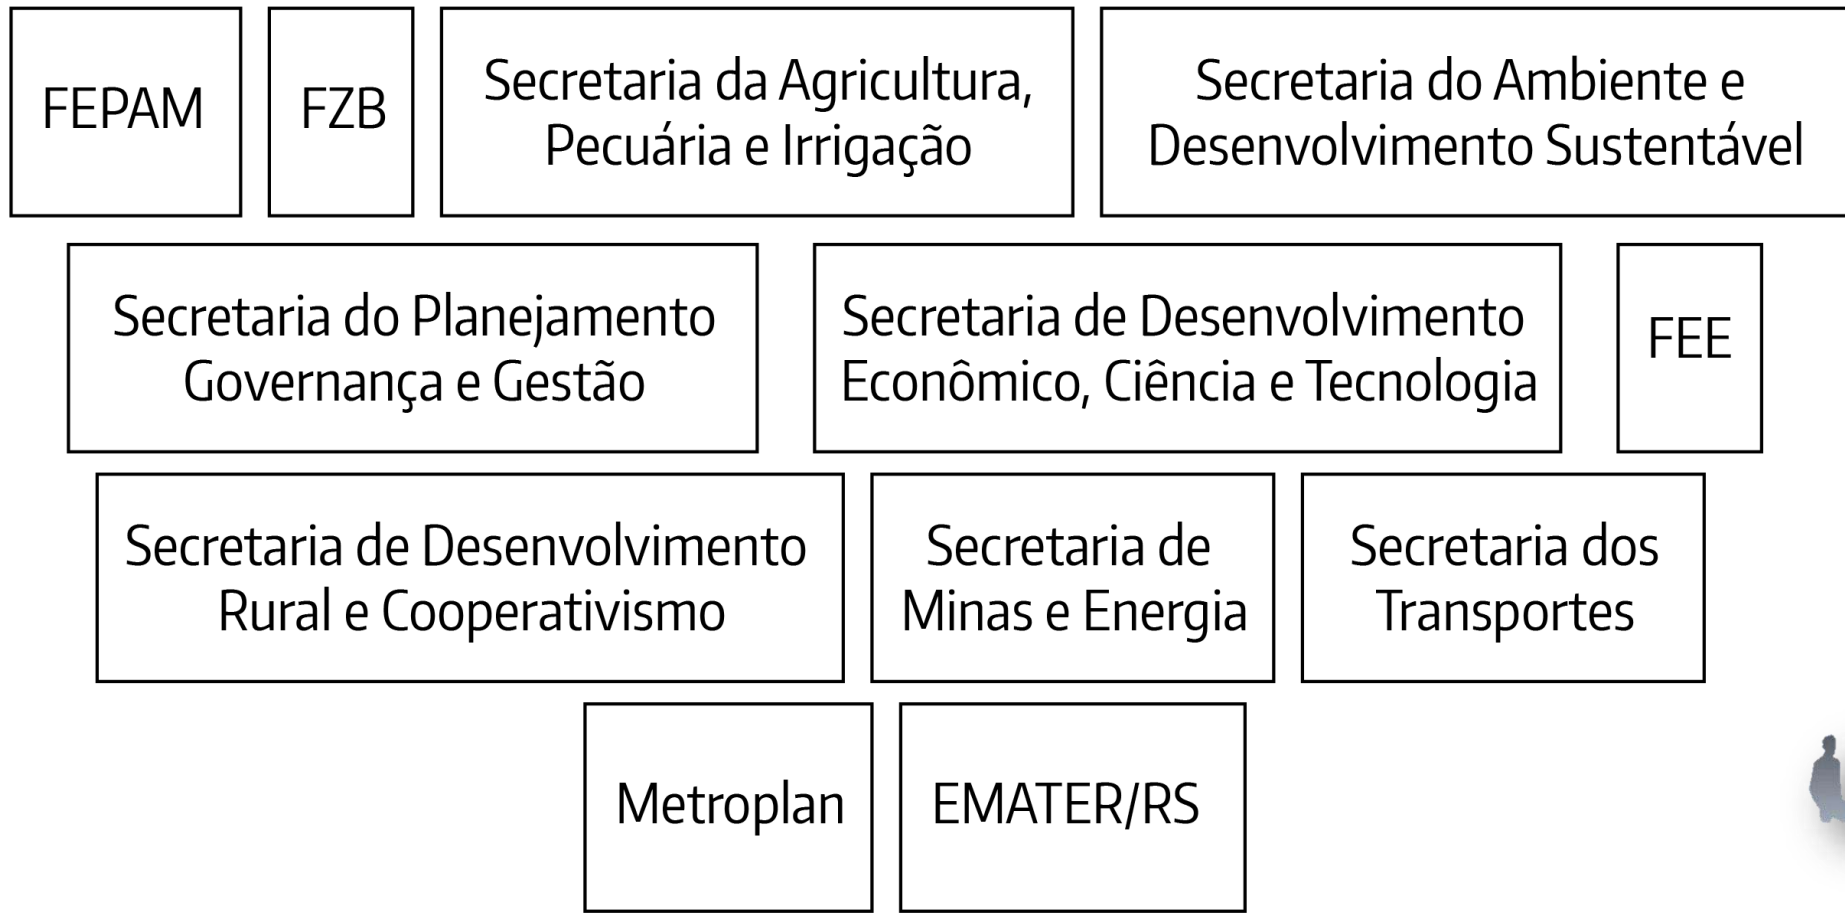 FEPAM
FZB
Secretaria da Agricultura,
Pecuária e Irrigação
Secretaria do Ambiente e
Desenvolvimento Sustentável
Secretaria do Planejamento
Governança e Gestão
Secretaria de Desenvolvimento
Econômico, Ciência e Tecnologia
FEE
Secretaria de Desenvolvimento
Rural e Cooperativismo
Secretaria de
Minas e Energia
Secretaria dos
Transportes
Metroplan
EMATER/RS